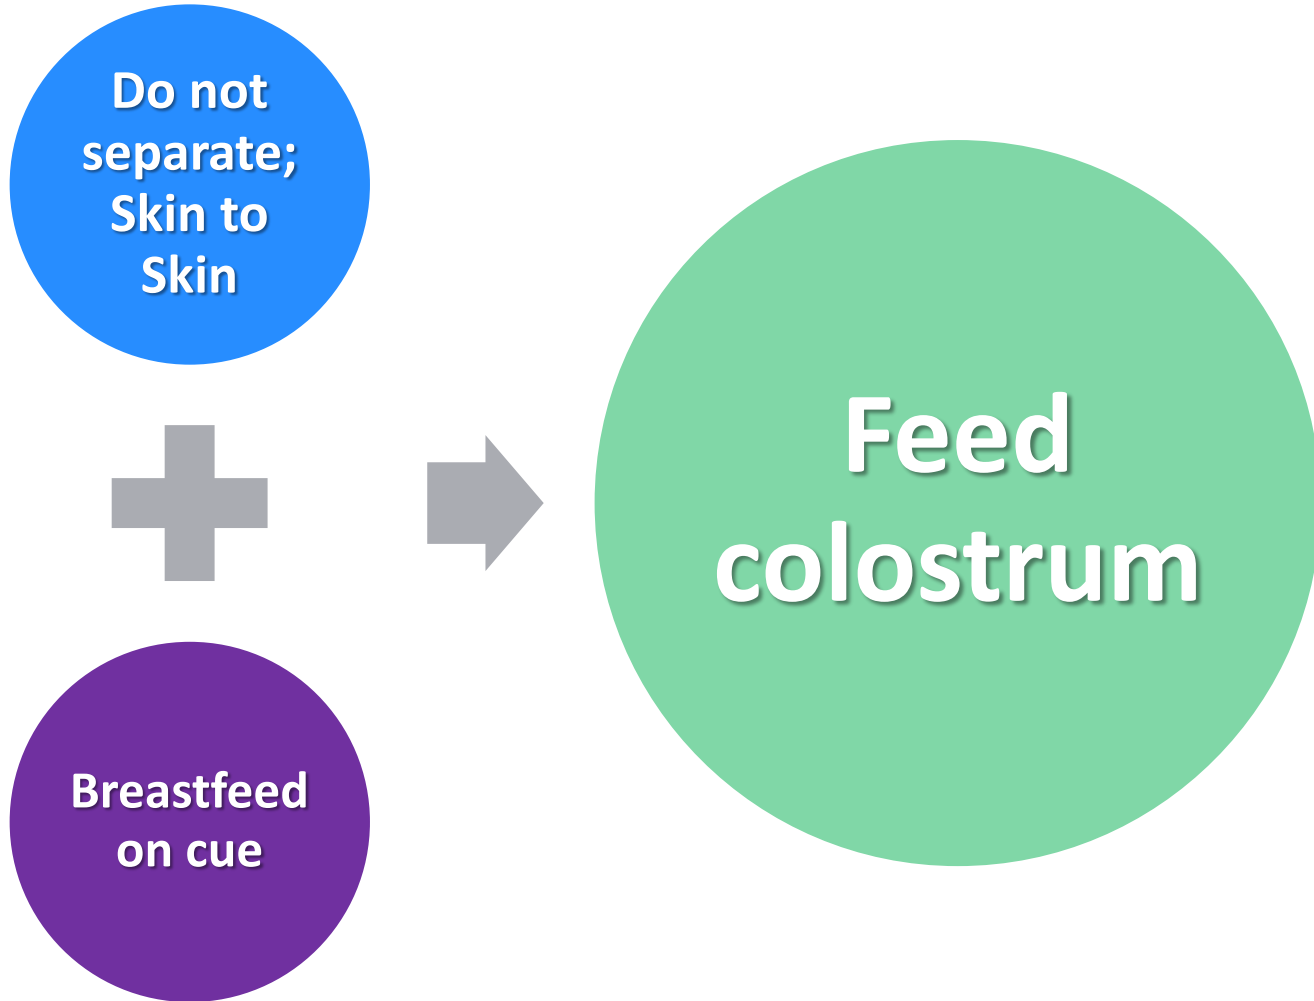 Do not
separate;
Skin to
Skin
Breastfeed
on cue
Feed
colostrum